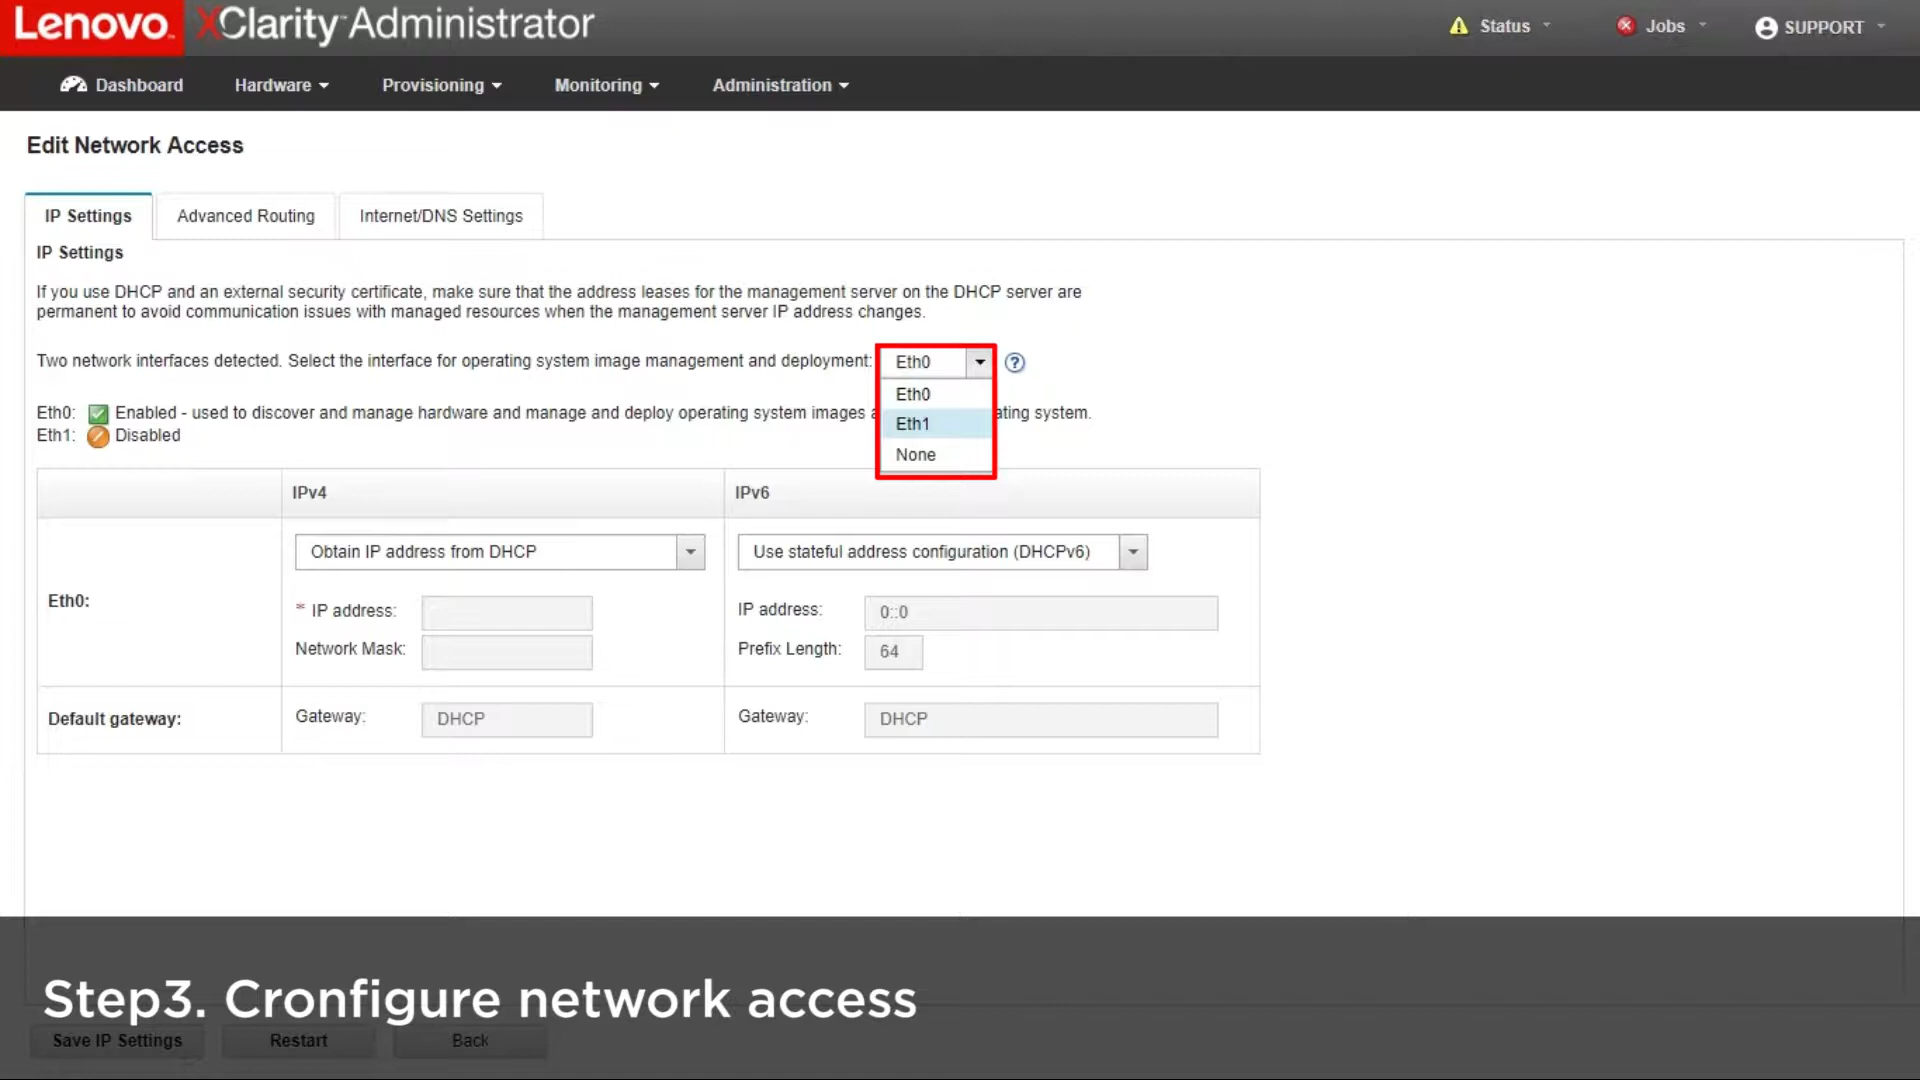 Lenovo XClarity Administrator
Status
Jobs
SUPPORT
Dashboard
Hardware
Provisioning
Monitoring
Administration
Edit Network Access
IP Settings
Advanced Routing
Internet/DNS Settings
IP Settings
If you use DHCP and an external security certificate, make sure that the address leases for the management server on the DHCP server are
permanent to avoid communication issues with managed resources when the management server IP address changes.
Two network interfaces detected. Select the interface for operating system image management and deployment: Eth0 ?
Eth0
Eth1
None
Eth0: Enabled - used to discover and manage hardware and manage and deploy operating system images a ating system.
Eth1: Disabled
IPv4
IPv6
Obtain IP address from DHCP
Use stateful address configuration (DHCPv6)
Eth0:
* IP address:
Network Mask:
IP address: 0::0
Prefix Length: 64
Default gateway:
Gateway: DHCP
Gateway: DHCP
Step3. Cronfigure network access
Save IP Settings
Restart
Back